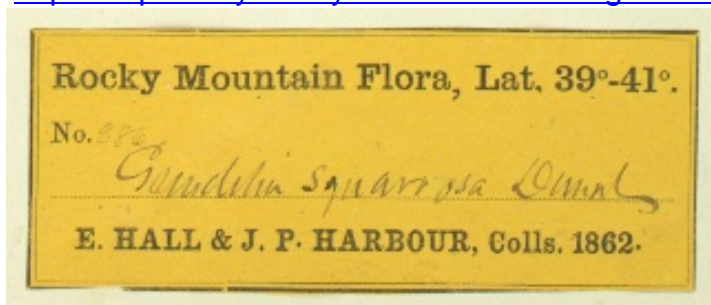 Rocky Mountain Flora, Lat. 39°-41°.
No.
Grindelia squarrosa Dunal
E. HALL & J. P. HARBOUR, Colls. 1862.